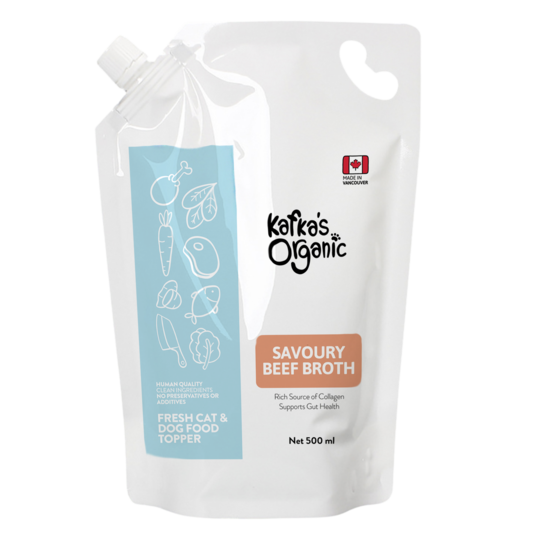 MADE IN
VANCOUVER
Kafka's
Organic
SAVOURY
BEEF BROTH
Rich Source of Collagen
Supports Gut Health
Net 500 ml
HUMAN QUALITY
CLEAN INGREDIENTS
NO PRESERVATIVES OR
ADDITIVES
FRESH CAT &
DOG FOOD
TOPPER